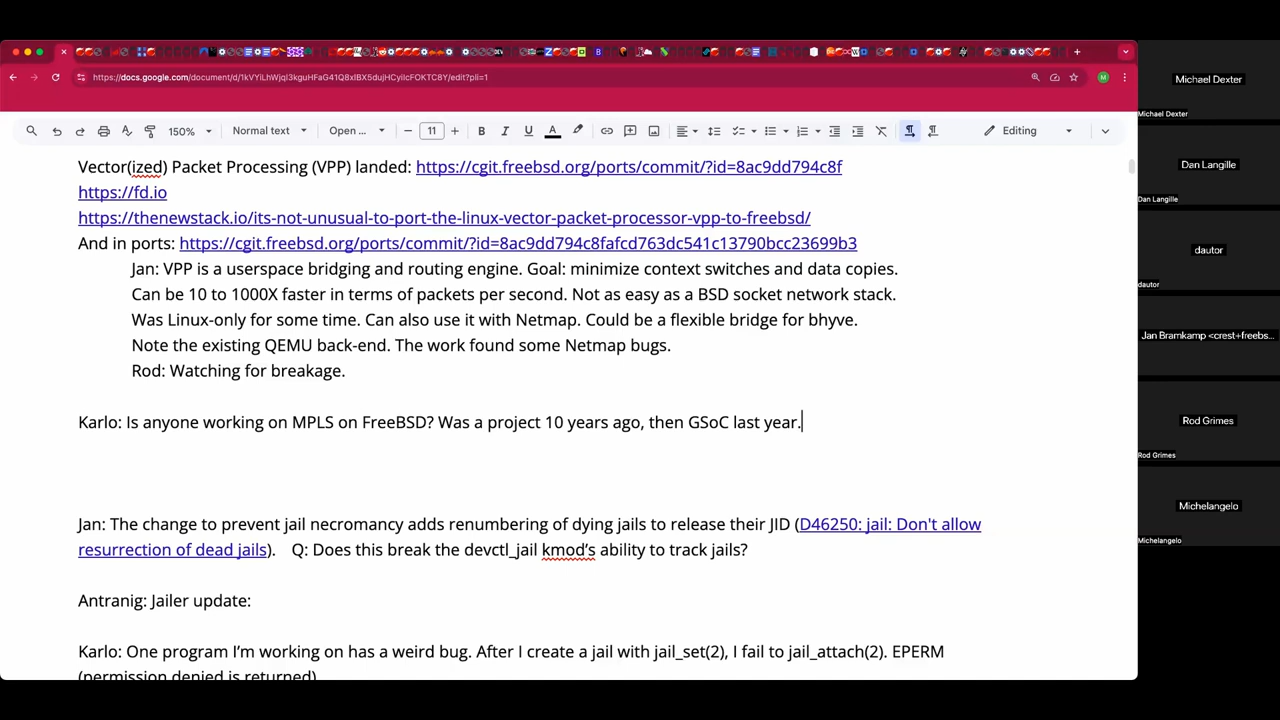 https://docs.google.com/document/d/1kVYiLhWjqI3kguHFaG41Q8xIBX5dujHCyilcFOKTC8Y/edit?pli=1
M
150%
Normal text
Open ...
11
B
I
U
A
Editing
Vector(ized) Packet Processing (VPP) landed: https://cgit.freebsd.org/ports/commit/?id=8ac9dd794c8f
https://fd.io
https://thenewstack.io/its-not-unusual-to-port-the-linux-vector-packet-processor-vpp-to-freebsd/
And in ports: https://cgit.freebsd.org/ports/commit/?id=8ac9dd794c8fafcd763dc541c13790bcc23699b3
Jan: VPP is a userspace bridging and routing engine. Goal: minimize context switches and data copies.
Can be 10 to 1000X faster in terms of packets per second. Not as easy as a BSD socket network stack.
Was Linux-only for some time. Can also use it with Netmap. Could be a flexible bridge for bhyve.
Note the existing QEMU back-end. The work found some Netmap bugs.
Rod: Watching for breakage.
Karlo: Is anyone working on MPLS on FreeBSD? Was a project 10 years ago, then GSoC last year.
Jan: The change to prevent jail necromancy adds renumbering of dying jails to release their JID (D46250: jail: Don't allow
resurrection of dead jails). Q: Does this break the devctl_jail kmod's ability to track jails?
Antranig: Jailer update:
Karlo: One program I'm working on has a weird bug. After I create a jail with jail_set(2), I fail to jail_attach(2). EPERM
(permission denied is returned)
Michael Dexter
Michael Dexter
Dan Langille
Dan Langille
dautor
dautor
Jan Bramkamp <crest+freebs...
Rod Grimes
Rod Grimes
Michelangelo
Michelangelo